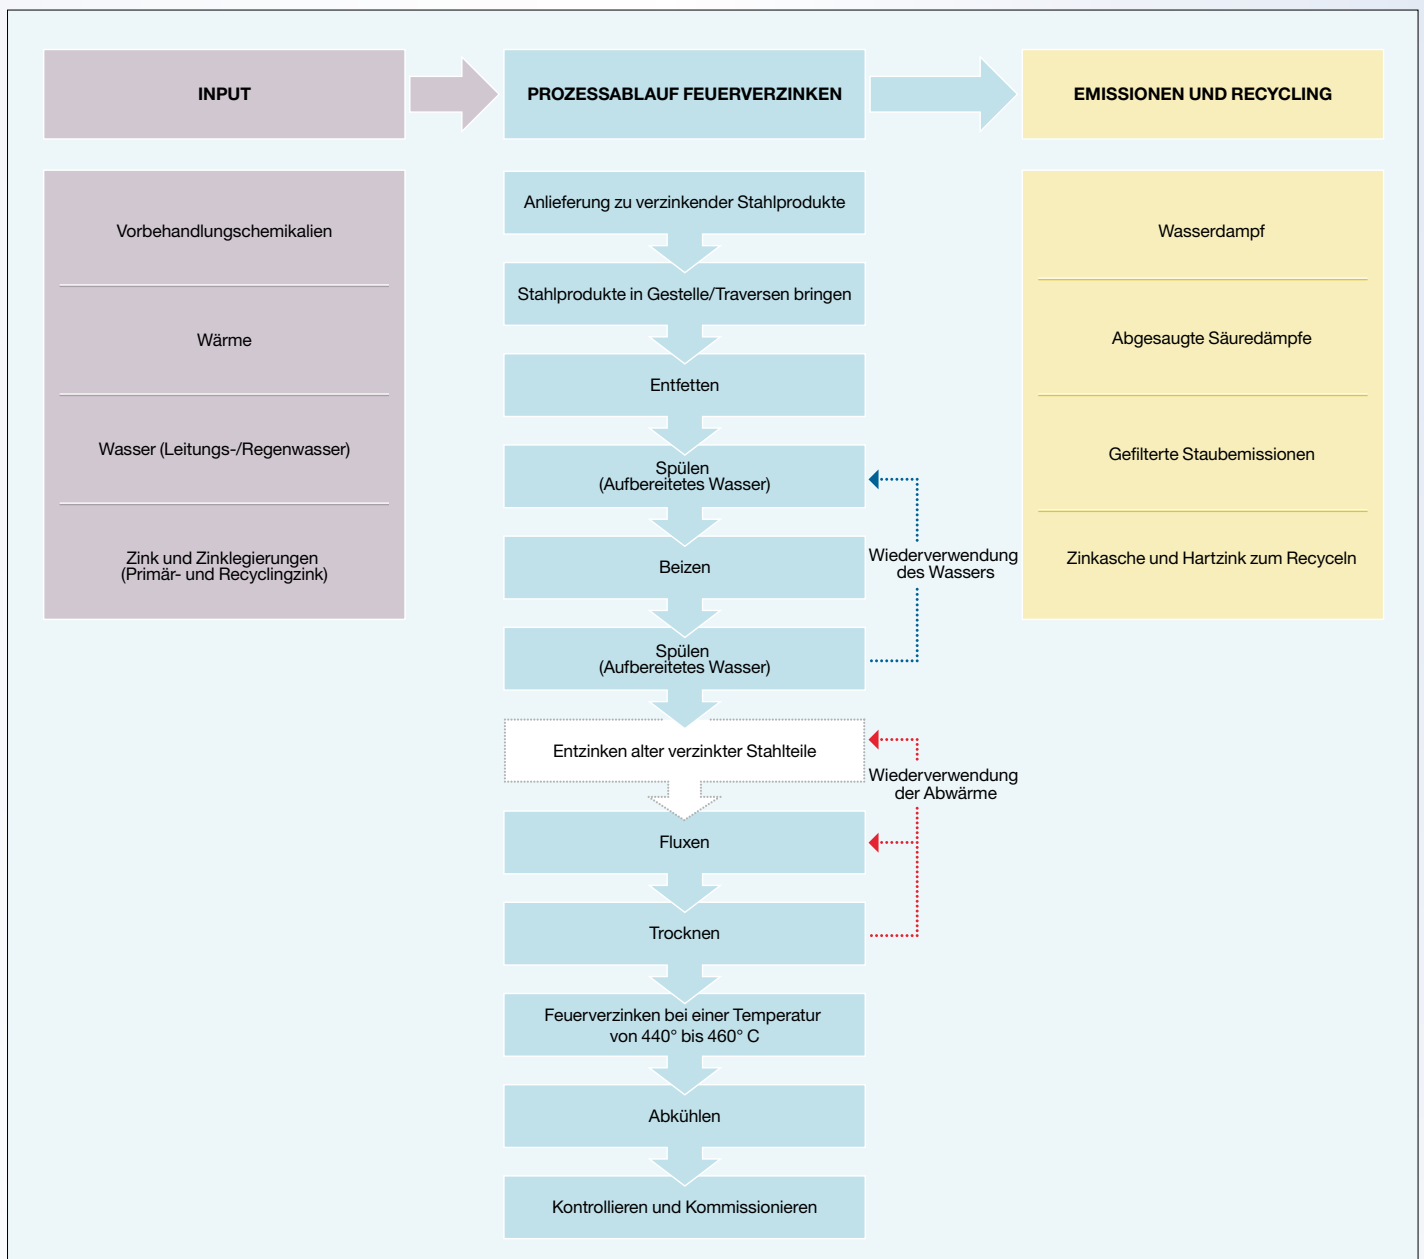 INPUT
PROZESSABLAUF FEUERVERZINKEN
EMISSIONEN UND RECYCLING
Vorbehandlungschemikalien
Wärme
Wasser (Leitungs-/Regenwasser)
Zink und Zinklegierungen
(Primär- und Recyclingzink)
Anlieferung zu verzinkender Stahlprodukte
Stahlprodukte in Gestelle/Traversen bringen
Entfetten
Spülen
(Aufbereitetes Wasser)
Beizen
Spülen
(Aufbereitetes Wasser)
Wiederverwendung
des Wassers
Entzinken alter verzinkter Stahlteile
Wiederverwendung
der Abwärme
Fluxen
Trocknen
Feuerverzinken bei einer Temperatur
von 440° bis 460° C
Abkühlen
Kontrollieren und Kommissionieren
Wasserdampf
Abgesaugte Säuredämpfe
Gefilterte Staubemissionen
Zinkasche und Hartzink zum Recyceln